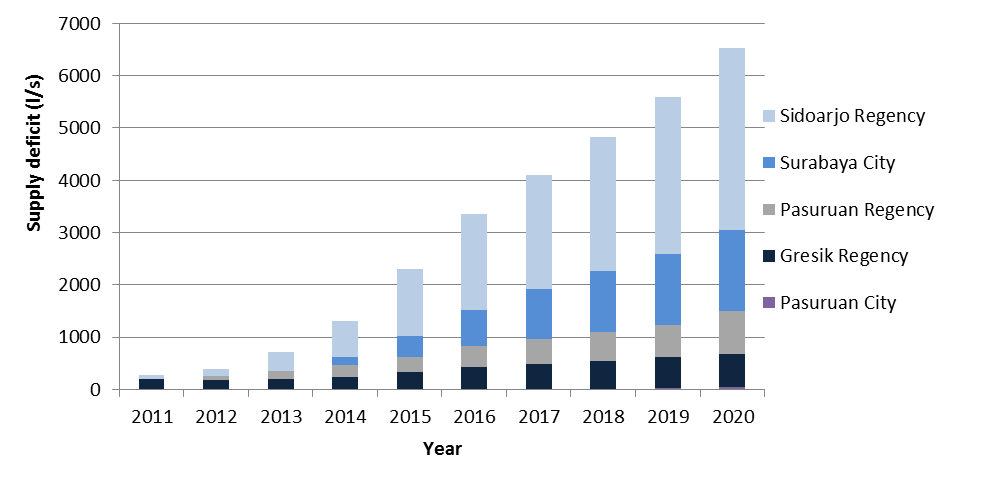 7000
6000
5000
4000
3000
2000
1000
0
Supply deficit (l/s)
2011 2012 2013 2014 2015 2016 2017 2018 2019 2020
Year
Sidoarjo Regency
Surabaya City
Pasuruan Regency
Gresik Regency
Pasuruan City